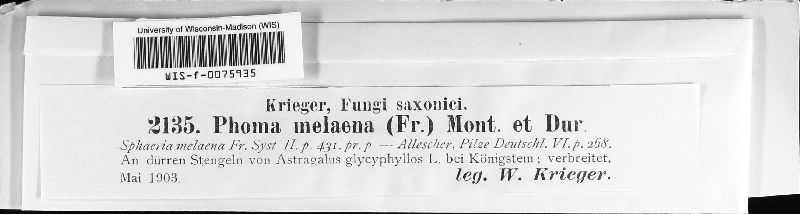 University of Wisconsin-Madison (WIS)
WIS-f-0075935
Krieger, Fungi saxonici.
2135. Phoma melaena (Fr.) Mont. et Dur.
Sphaeria melaena Fr. Syst II. p. 431. pr. p — Allescher, Pilze Deutschl. VI. p. 268.
An dürren Stengeln von Astragalus glycyphyllos L. bei Königstein; verbreitet.
Mai 1903.
leg. W. Krieger.